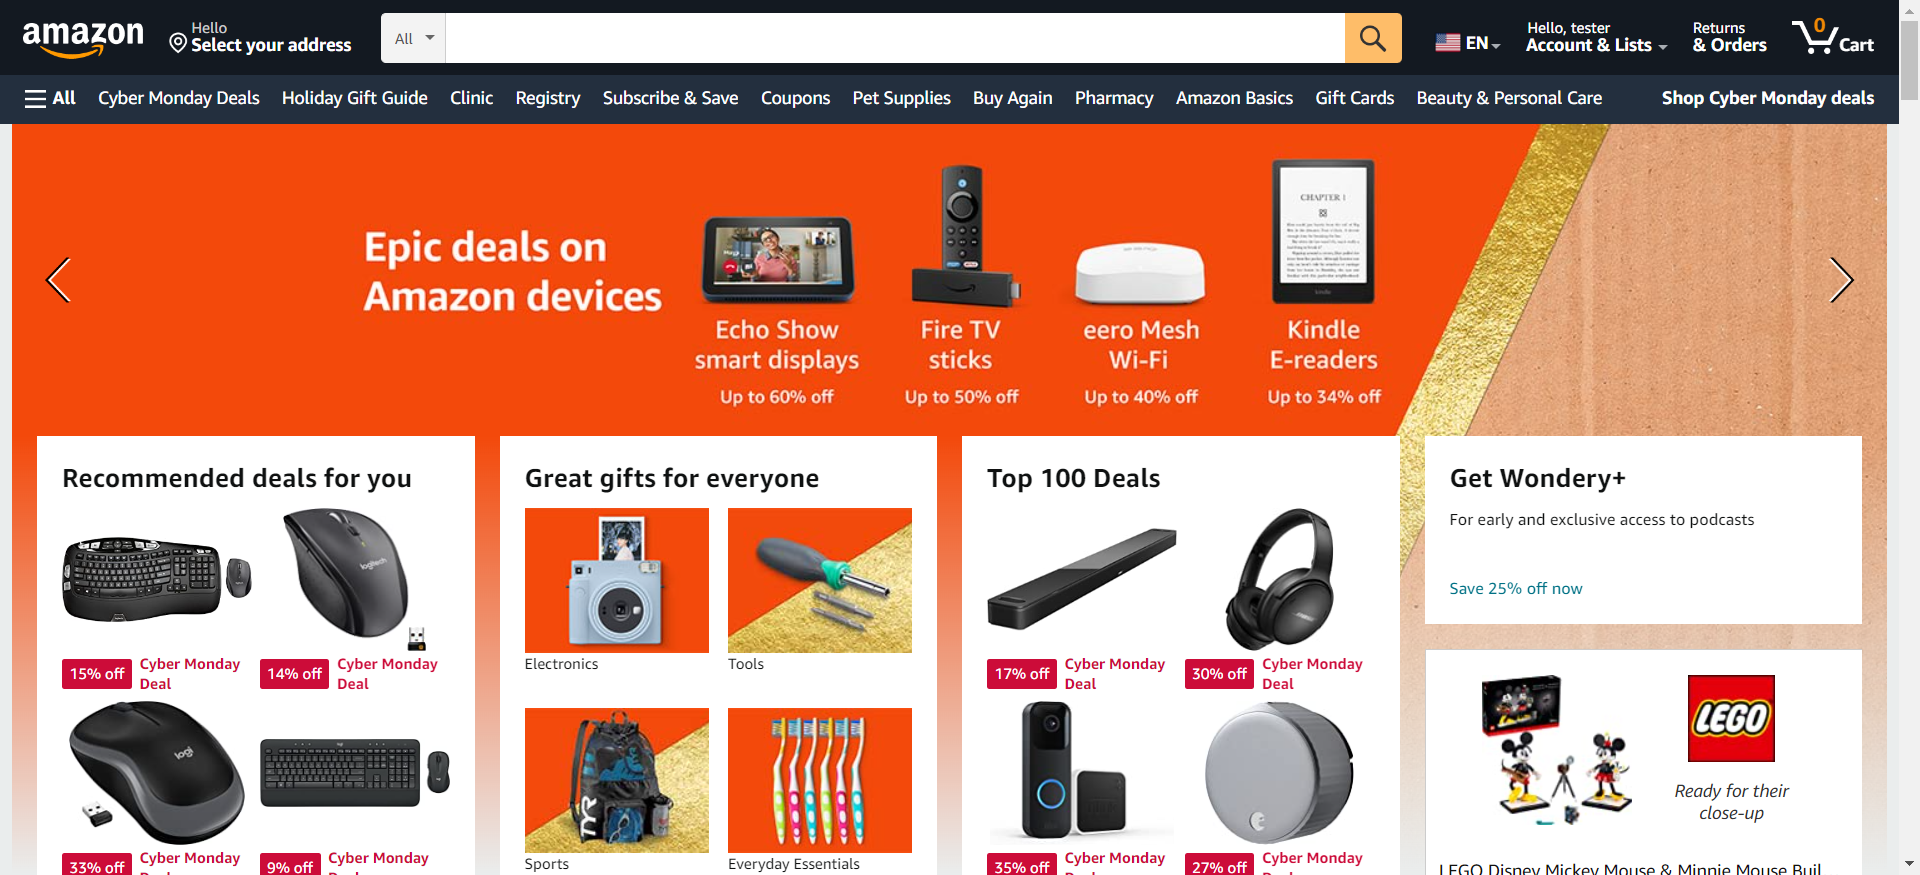 amazon
Hello
Select your address
All
EN
Hello, tester
Account & Lists
Returns
& Orders
0
Cart
All
Cyber Monday Deals
Holiday Gift Guide
Clinic
Registry
Subscribe & Save
Coupons
Pet Supplies
Buy Again
Pharmacy
Amazon Basics
Gift Cards
Beauty & Personal Care
Shop Cyber Monday deals
Epic deals on
Amazon devices
CHAPTER 1
kindle
eero
Echo Show
smart displays
Up to 60% off
Fire TV
sticks
Up to 50% off
eero Mesh
Wi-Fi
Up to 40% off
Kindle
E-readers
Up to 34% off
Recommended deals for you
logitech
15% off
Cyber Monday
Deal
14% off
Cyber Monday
Deal
logi
33% off
Cyber Monday
9% off
Cyber Monday
Great gifts for everyone
Electronics
Tools
TYR
Sports
Everyday Essentials
Top 100 Deals
BOSE
17% off
Cyber Monday
Deal
30% off
Cyber Monday
Deal
35% off
Cyber Monday
27% off
Cyber Monday
Get Wondery+
For early and exclusive access to podcasts
Save 25% off now
LEGO
Ready for their
close-up
LEGO Disney Mickey Mouse & Minnie Mouse Buil